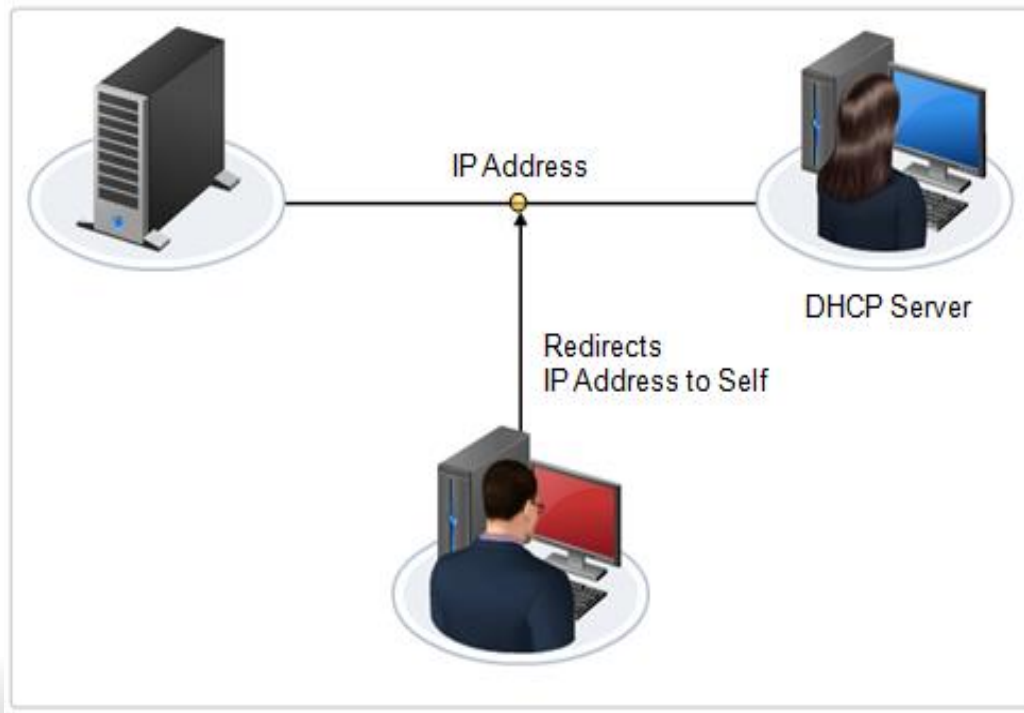 IP Address
DHCP Server
Redirects
IP Address to Self